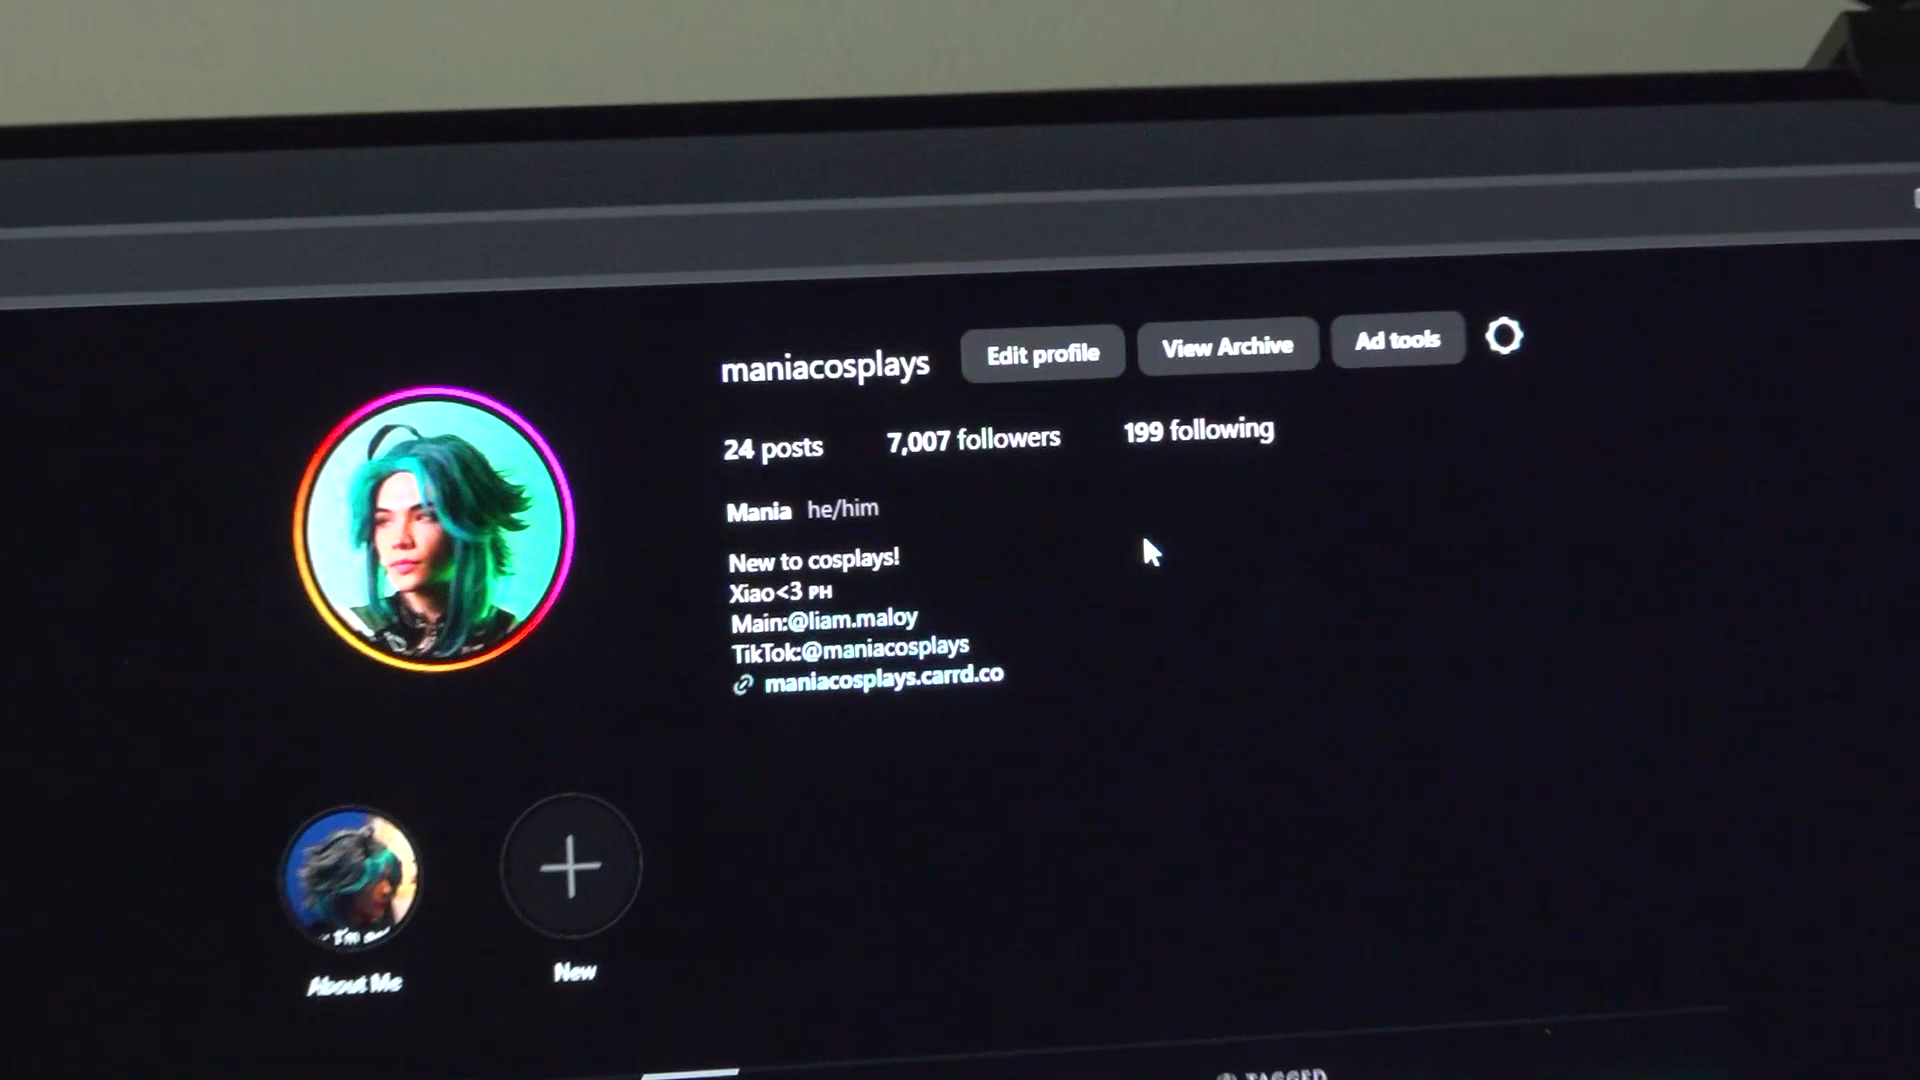 maniacosplays Edit profile View Archive Ad tools
24 posts 7,007 followers 199 following
Mania he/him
New to cosplays!
Xiao<3 PH
Main:@liam.maloy
TikTok:@maniacosplays
maniacosplays.carrd.co
I'm
About Me New
TAGGED